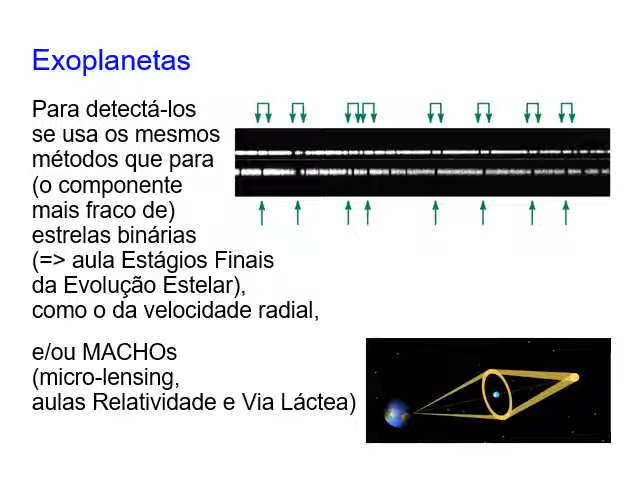 Exoplanetas
Para detectá-los
se usa os mesmos
métodos que para
(o componente
mais fraco de)
estrelas binárias
(=> aula Estágios Finais
da Evolução Estelar),
como o da velocidade radial,
e/ou MACHOs
(micro-lensing,
aulas Relatividade e Via Láctea)